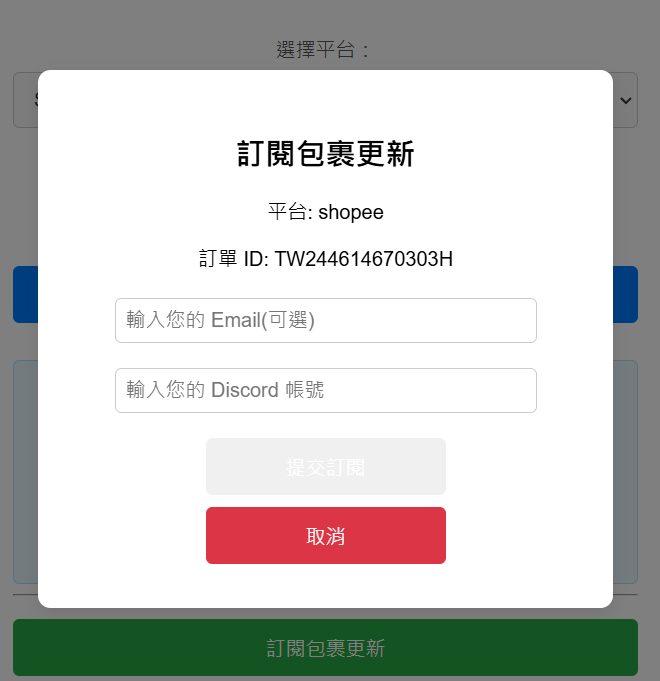 選擇平台：
訂閱包裹更新
平台: shopee
訂單 ID: TW244614670303H
輸入您的 Email(可選)
輸入您的 Discord 帳號
提交訂閱
取消
訂閱包裹更新